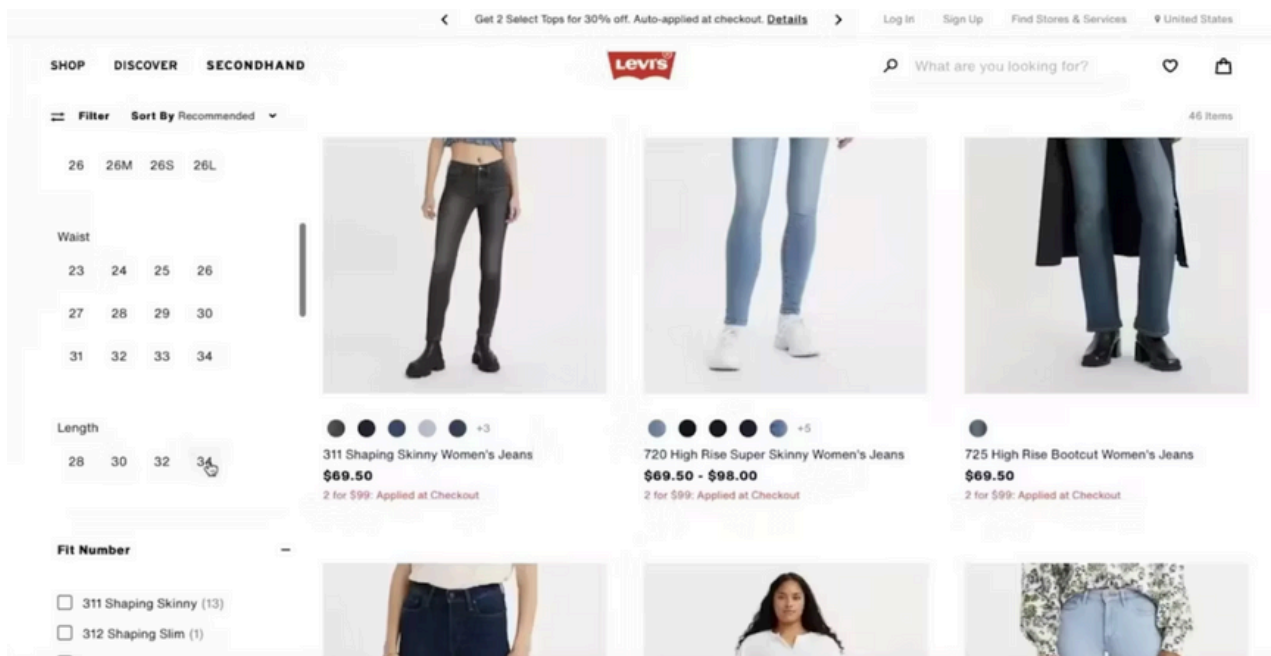 Get 2 Select Tops for 30% off. Auto-applied at checkout. Details
Log In Sign Up Find Stores & Services United States
SHOP DISCOVER SECONDHAND
LEVI'S
What are you looking for?
Filter Sort By Recommended
46 Items
26 26M 26S 26L
Waist
23 24 25 26
27 28 29 30
31 32 33 34
Length
28 30 32 34
Fit Number
311 Shaping Skinny (13)
312 Shaping Slim (1)
+3
311 Shaping Skinny Women's Jeans
$69.50
2 for $99: Applied at Checkout
+5
720 High Rise Super Skinny Women's Jeans
$69.50 - $98.00
2 for $99: Applied at Checkout
725 High Rise Bootcut Women's Jeans
$69.50
2 for $99: Applied at Checkout